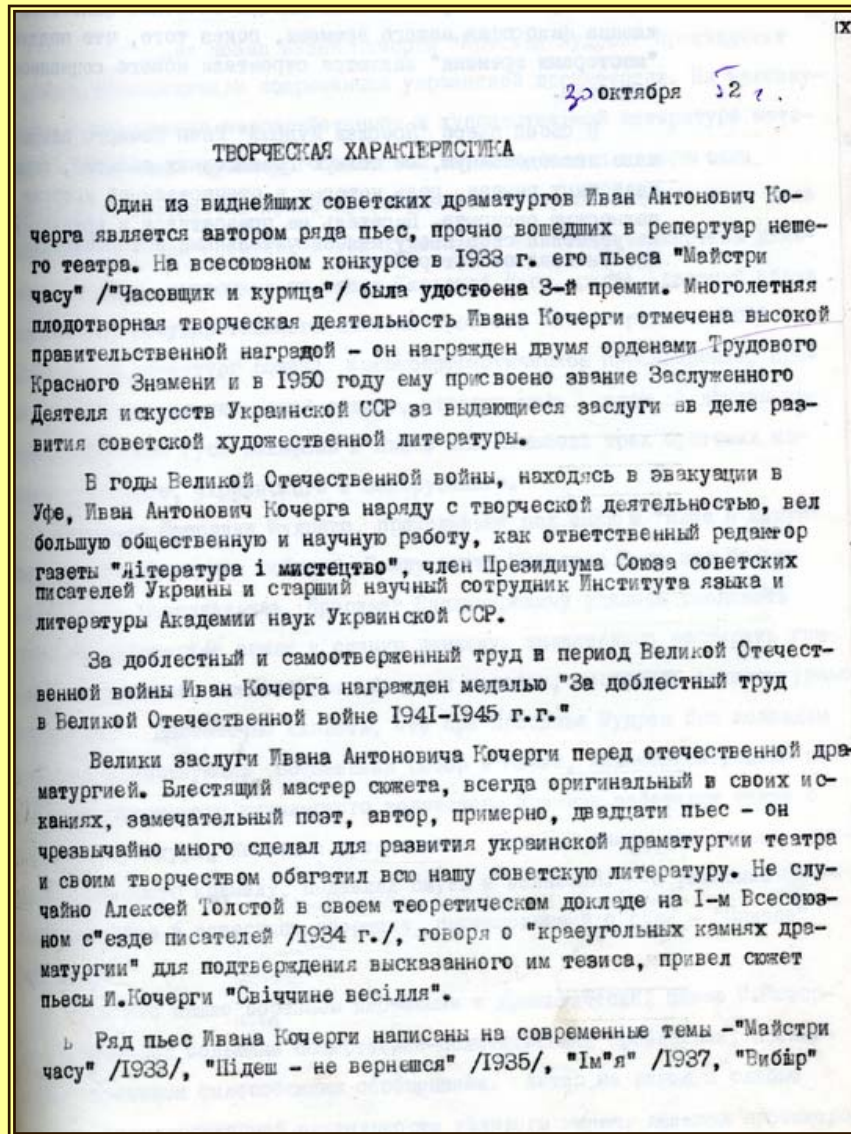 30 октября 52 г.
ТВОРЧЕСКАЯ ХАРАКТЕРИСТИКА
Один из виднейших советских драматургов Иван Антонович Ко-
черга является автором ряда пьес, прочно вошедших в репертуар неше-
го театра. На всесоюзном конкурсе в 1933 г. его пьеса "Майстри
часу" /"Часовщик и курица"/ была удостоена 3-й премии. Многолетняя
плодотворная творческая деятельность Ивана Кочерги отмечена высокой
правительственной наградой – он награжден двумя орденами Трудового
Красного Знамени и в 1950 году ему присвоено звание Заслуженного
Деятеля искусств Украинской ССР за выдающиеся заслуги вв деле раз-
вития советской художественной литературы.
В годы Великой Отечественной войны, находясь в эвакуации в
Уфе, Иван Антонович Кочерга наряду с творческой деятельностью, вел
большую общественную и научную работу, как ответственный редактор
газеты "Література і мистецтво", член Президиума Союза советских
писателей Украины и старший научный сотрудник Института языка и
литературы Академии наук Украинской ССР.
За доблестный и самоотверженный труд в период Великой Отечест-
венной войны Иван Кочерга награжден медалью "За доблестный труд
в Великой Отечественной войне 1941-1945 г.г."
Велики заслуги Ивана Антоновича Кочерги перед отечественной дра-
матургией. Блестящий мастер сюжета, всегда оригинальный в своих ис-
каниях, замечательный поэт, автор, примерно, двадцати пьес – он
чрезвычайно много сделал для развития украинской драматургии театра
и своим творчеством обагатил всю нашу советскую литературу. Не слу-
чайно Алексей Толстой в своем теоретическом докладе на I-м Всесоюз-
ном с"езде писателей /1934 г./, говоря о "краеугольных камнях дра-
матургии" для подтверждения высказанного им тезиса, привел сюжет
пьесы И.Кочерги "Свіччине весілля".
Ряд пьес Ивана Кочерги написаны на современные темы –"Майстри
часу" /1933/, "Підеш – не вернешся" /1935/, "Ім"я" /1937, "Вибір"